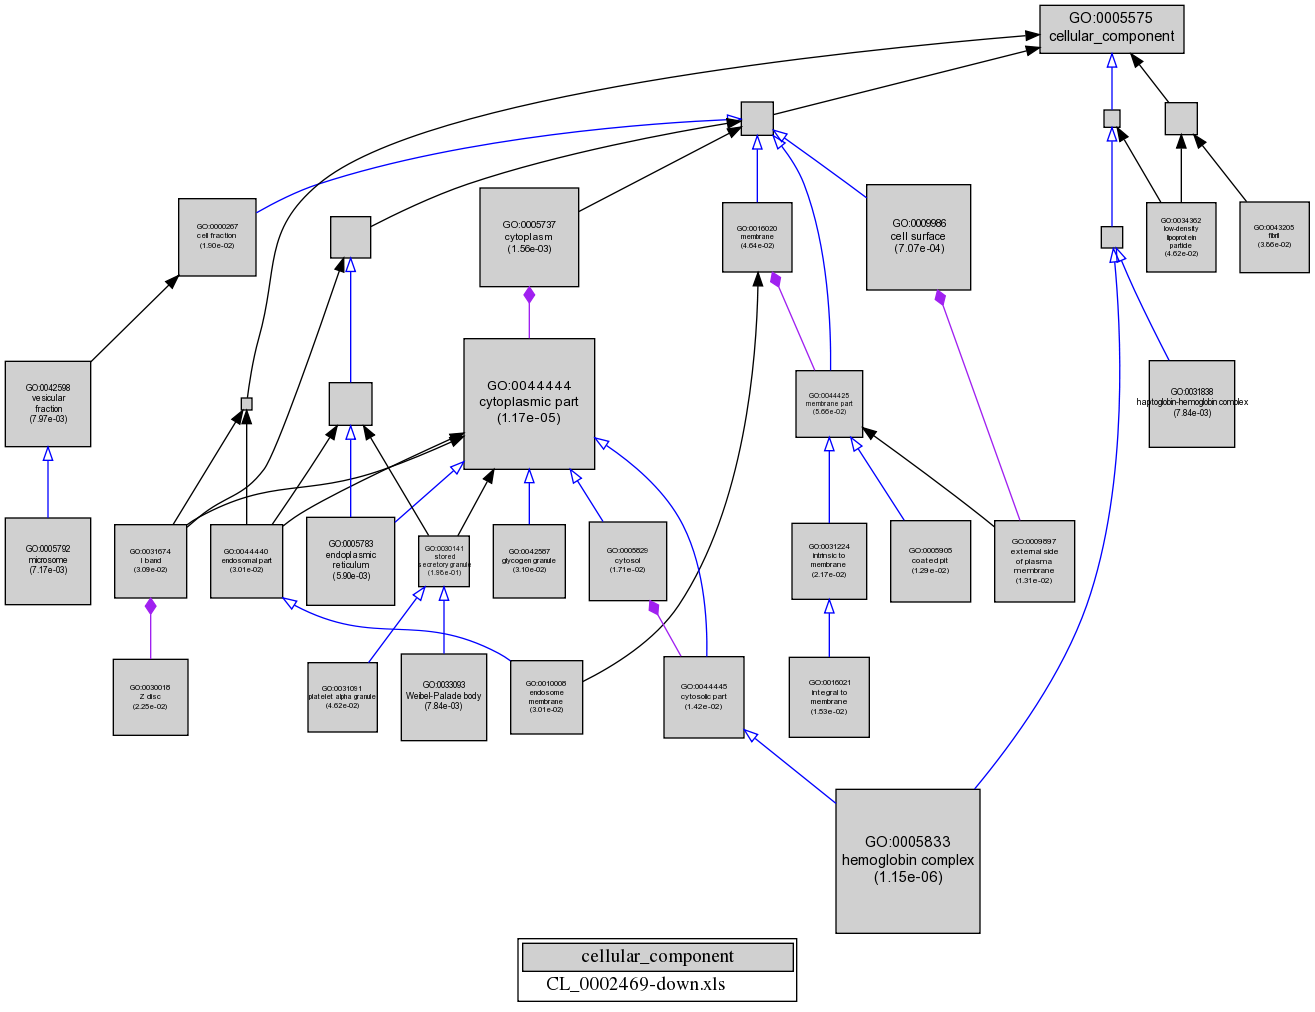 GO:0005575
cellular_component
GO:0000267
cell fraction
(1.90e-02)
GO:0005737
cytoplasm
(1.56e-03)
GO:0016020
membrane
(4.64e-02)
GO:0009986
cell surface
(7.07e-04)
GO:0034362
low-density
lipoprotein
particle
(4.62e-02)
GO:0043205
fibril
(3.66e-02)
GO:0042598
vesicular
fraction
(7.97e-03)
GO:0044444
cytoplasmic part
(1.17e-05)
GO:0044425
membrane part
(5.66e-02)
GO:0031838
haptoglobin-hemoglobin complex
(7.84e-03)
GO:0005792
microsome
(7.17e-03)
GO:0031674
I band
(3.09e-02)
GO:0044440
endosomal part
(3.01e-02)
GO:0005783
endoplasmic
reticulum
(5.90e-03)
GO:0030141
stored
secretory granule
(1.96e-01)
GO:0042587
glycogen granule
(3.10e-02)
GO:0005829
cytosol
(1.71e-02)
GO:0031224
intrinsic to
membrane
(2.17e-02)
GO:0005905
coated pit
(1.29e-02)
GO:0009897
external side
of plasma
membrane
(1.31e-02)
GO:0030018
Z disc
(2.25e-02)
GO:0031091
platelet alpha granule
(4.62e-02)
GO:0033093
Weibel-Palade body
(7.84e-03)
GO:0010008
endosome
membrane
(3.01e-02)
GO:0044445
cytosolic part
(1.42e-02)
GO:0016021
integral to
membrane
(1.53e-02)
GO:0005833
hemoglobin complex
(1.15e-06)
cellular_component
CL_0002469-down.xls